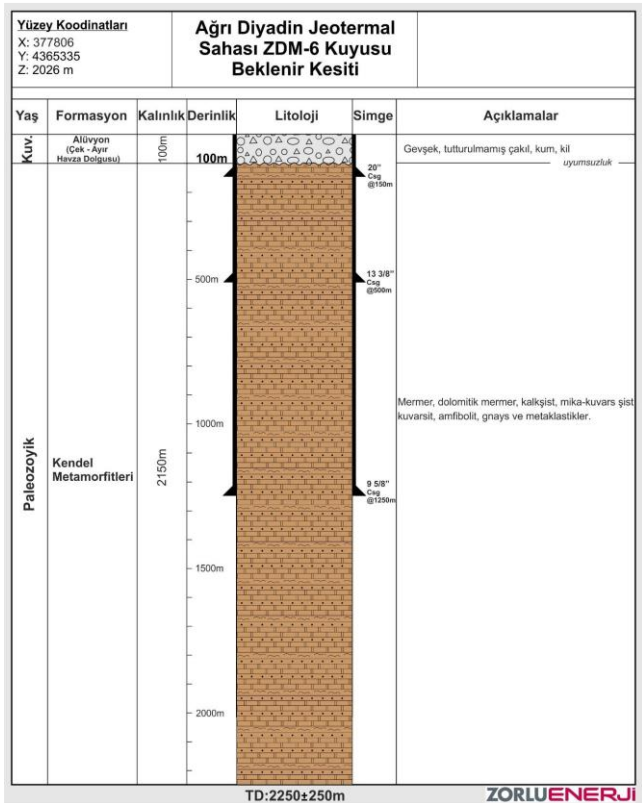 Yüzey Koodinatları
X: 377806
Y: 4365335
Z: 2026 m
Ağrı Diyadin Jeotermal
Sahası ZDM-6 Kuyusu
Beklenir Kesiti
Yaş Formasyon Kalınlık Derinlik Litoloji Simge Açıklamalar
Kuv.
Alüvyon
(Çek - Ayır
Havza Dolgusu)
100m
100m
Gevşek, tutturulmamış çakıl, kum, kil
uyumsuzluk
20"
Csg
@150m
500m
13 3/8"
Csg
@500m
1000m
Mermer, dolomitik mermer, kalkşist, mika-kuvars şist
kuvarsit, amfibolit, gnays ve metaklastikler.
Paleozoyik
Kendel
Metamorfitleri
2150m
9 5/8"
Csg
@1250m
1500m
2000m
TD:2250±250m
ZORLUENERJİ